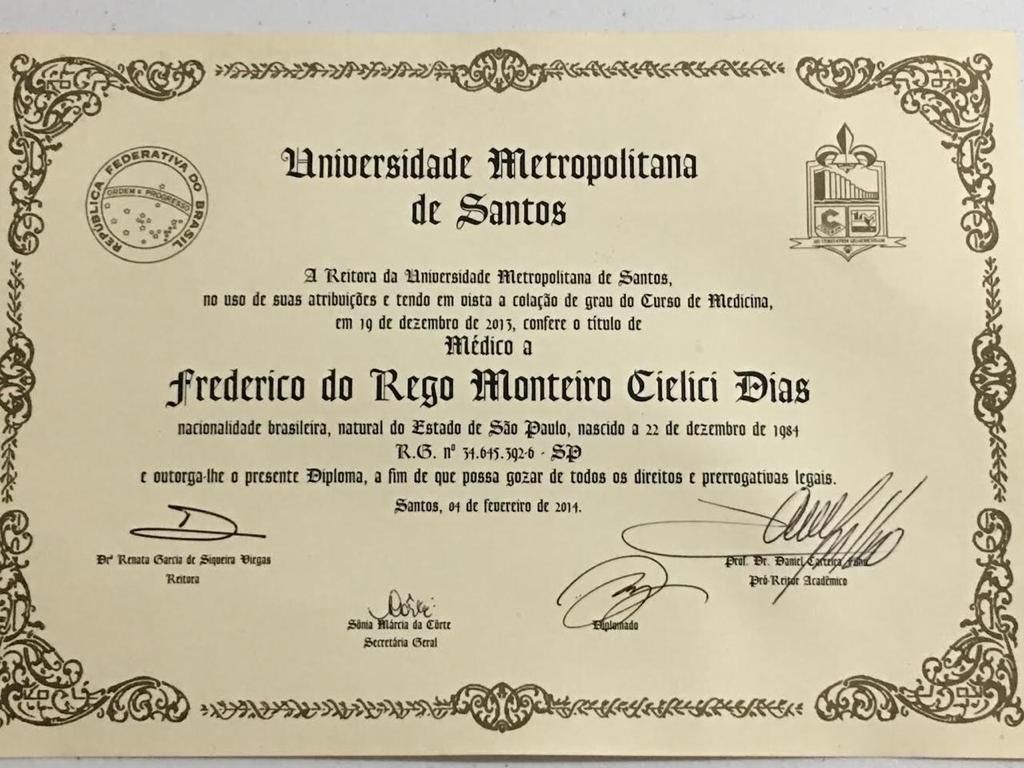 REPÚBLICA FEDERATIVA DO BRASIL
ORDEM E PROGRESSO
Universidade Metropolitana
de Santos
A Reitora da Universidade Metropolitana de Santos,
no uso de suas atribuições e tendo em vista a colação de grau do Curso de Medicina,
em 19 de dezembro de 2013, confere o título de
Médico a
Frederico do Rego Monteiro Cielici Dias
nacionalidade brasileira, natural do Estado de São Paulo, nascido a 22 de dezembro de 1984
R.G. nº 34.645.392-6 - SP
e outorga-lhe o presente Diploma, a fim de que possa gozar de todos os direitos e prerrogativas legais.
Santos, 04 de fevereiro de 2014.
Drª Renata Garcia de Siqueira Viegas
Reitora
Prof. Dr. Daniel
Pró-Reitor Acadêmico
Sônia Márcia da Côrte
Secretária Geral
Diplomado